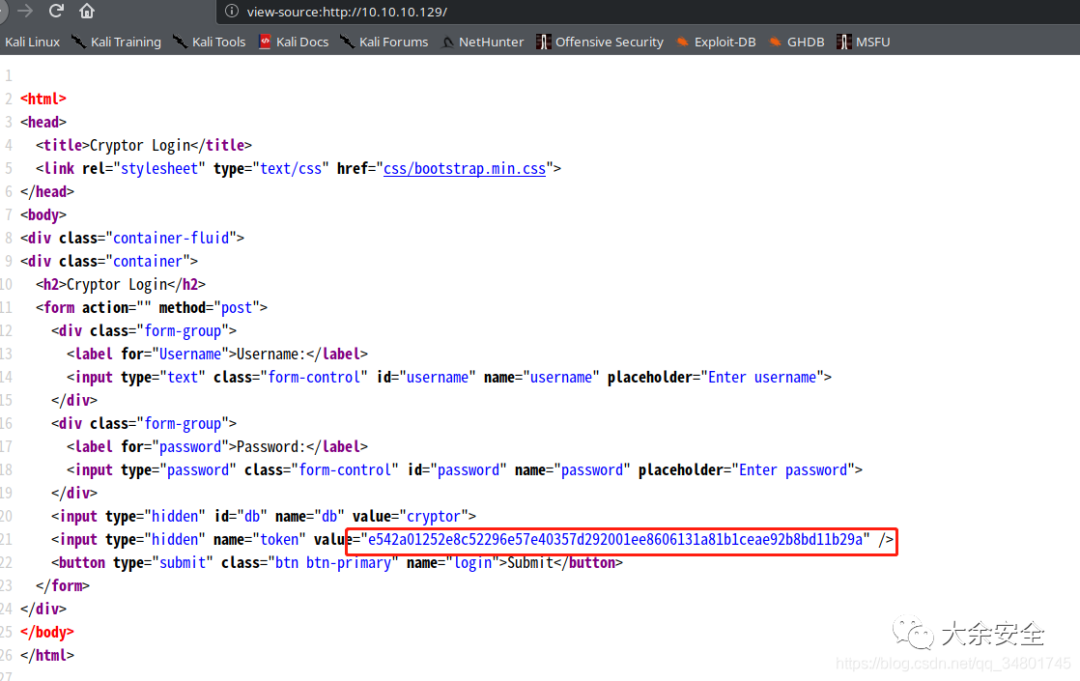 view-source:http://10.10.10.129/
Kali Linux Kali Training Kali Tools Kali Docs Kali Forums NetHunter Offensive Security Exploit-DB GHDB MSFU
1
2 <html>
3 <head>
4 <title>Cryptor Login</title>
5 <link rel="stylesheet" type="text/css" href="css/bootstrap.min.css">
6 </head>
7 <body>
8 <div class="container-fluid">
9 <div class="container">
10 <h2>Cryptor Login</h2>
11 <form action="" method="post">
12 <div class="form-group">
13 <label for="Username">Username:</label>
14 <input type="text" class="form-control" id="username" name="username" placeholder="Enter username">
15 </div>
16 <div class="form-group">
17 <label for="password">Password:</label>
18 <input type="password" class="form-control" id="password" name="password" placeholder="Enter password">
19 </div>
20 <input type="hidden" id="db" name="db" value="cryptor">
21 <input type="hidden" name="token" value="e542a01252e8c52296e57e40357d292001ee8606131a81b1ceae92b8bd11b29a" />
22 <button type="submit" class="btn btn-primary" name="login">Submit</button>
23 </form>
24 </div>
25 </body>
26 </html>
27
大余安全
https://blog.csdn.net/qq_34801745